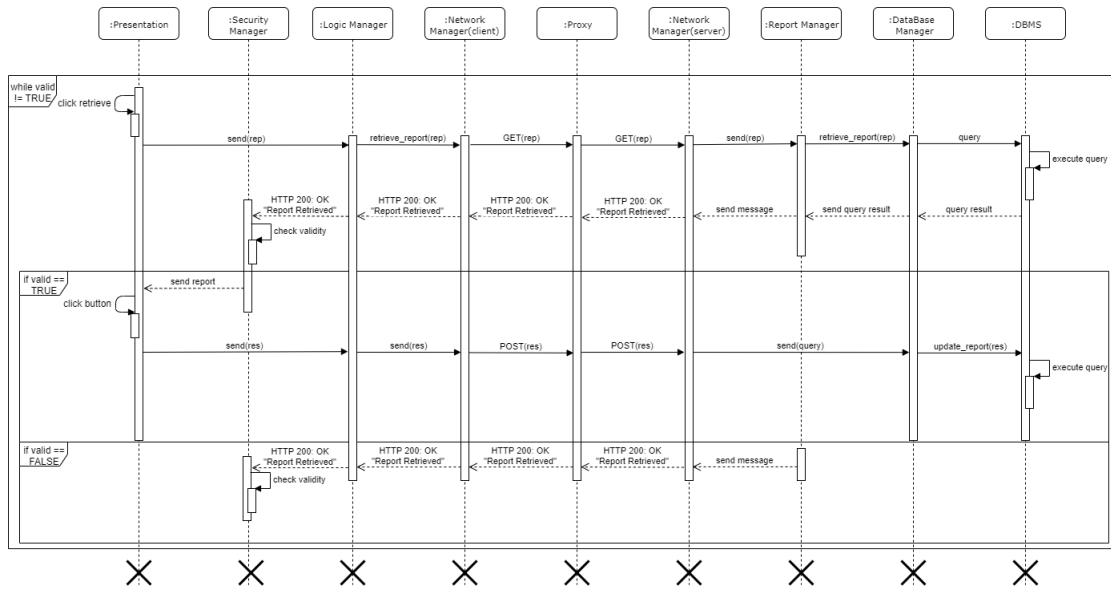 :Presentation
:Security
Manager
:Logic Manager
:Network
Manager(client)
:Proxy
:Network
Manager(server)
:Report Manager
:DataBase
Manager
:DBMS
while valid
!= TRUE
click retrieve
send(rep)
retrieve_report(rep)
GET(rep)
GET(rep)
send(rep)
retrieve_report(rep)
query
execute query
HTTP 200: OK
"Report Retrieved"
HTTP 200: OK
"Report Retrieved"
HTTP 200: OK
"Report Retrieved"
HTTP 200: OK
"Report Retrieved"
send message
send query result
query result
check validity
if valid ==
TRUE
send report
click button
send(res)
send(res)
POST(res)
POST(res)
send(query)
update_report(res)
execute query
if valid ==
FALSE
HTTP 200: OK
"Report Retrieved"
HTTP 200: OK
"Report Retrieved"
HTTP 200: OK
"Report Retrieved"
HTTP 200: OK
"Report Retrieved"
send message
check validity